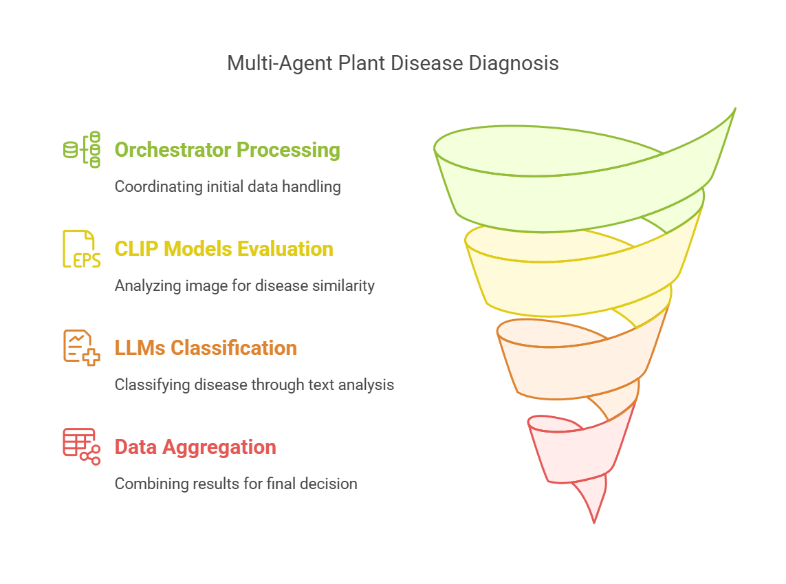 Multi-Agent Plant Disease Diagnosis
Orchestrator Processing
Coordinating initial data handling
EPS
CLIP Models Evaluation
Analyzing image for disease similarity
LLMs Classification
Classifying disease through text analysis
Data Aggregation
Combining results for final decision